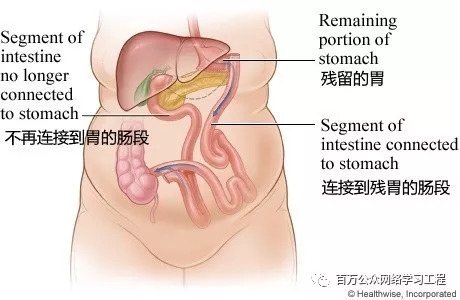 Segment of
intestine
no longer
connected
to stomach
不再连接到胃的肠段
Remaining
portion of
stomach
残留的胃
Segment of
intestine connected
to stomach
连接到残胃的肠段
百万公众网络学习工程
© Healthwise, Incorporated